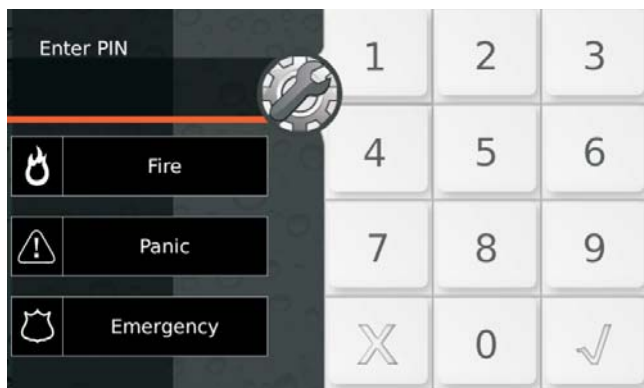 Enter PIN
Fire
Panic
Emergency
1 2 3
4 5 6
7 8 9
X 0 √